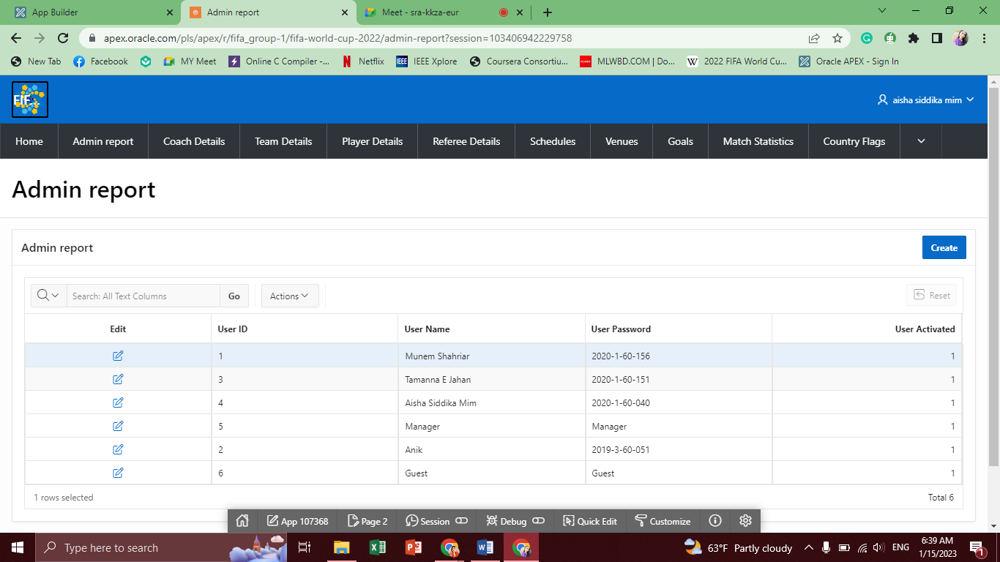 App Builder
Admin report
Meet - sra-kkza-eur
apex.oracle.com/pls/apex/r/fifa_group-1/fifa-world-cup-2022/admin-report?session=103406942229758
New Tab
Facebook
MY Meet
Online C Compiler -...
Netflix
IEEE
IEEE Xplore
Coursera Consortiu...
MLWBD.COM | Do...
W
2022 FIFA World Cu...
Oracle APEX - Sign In
aisha siddika mim
Home
Admin report
Coach Details
Team Details
Player Details
Referee Details
Schedules
Venues
Goals
Match Statistics
Country Flags
Admin report
Admin report
Create
Search: All Text Columns
Go
Actions
Reset
Edit User ID User Name User Password User Activated
1 Munem Shahriar 2020-1-60-156 1
3 Tamanna E Jahan 2020-1-60-151 1
4 Aisha Siddika Mim 2020-1-60-040 1
5 Manager Manager 1
2 Anik 2019-3-60-051 1
6 Guest Guest 1
1 rows selected
Total 6
App 107368
Page 2
Session
Debug
Quick Edit
Customize
Type here to search
63°F Partly cloudy
ENG
6:39 AM
1/15/2023
1